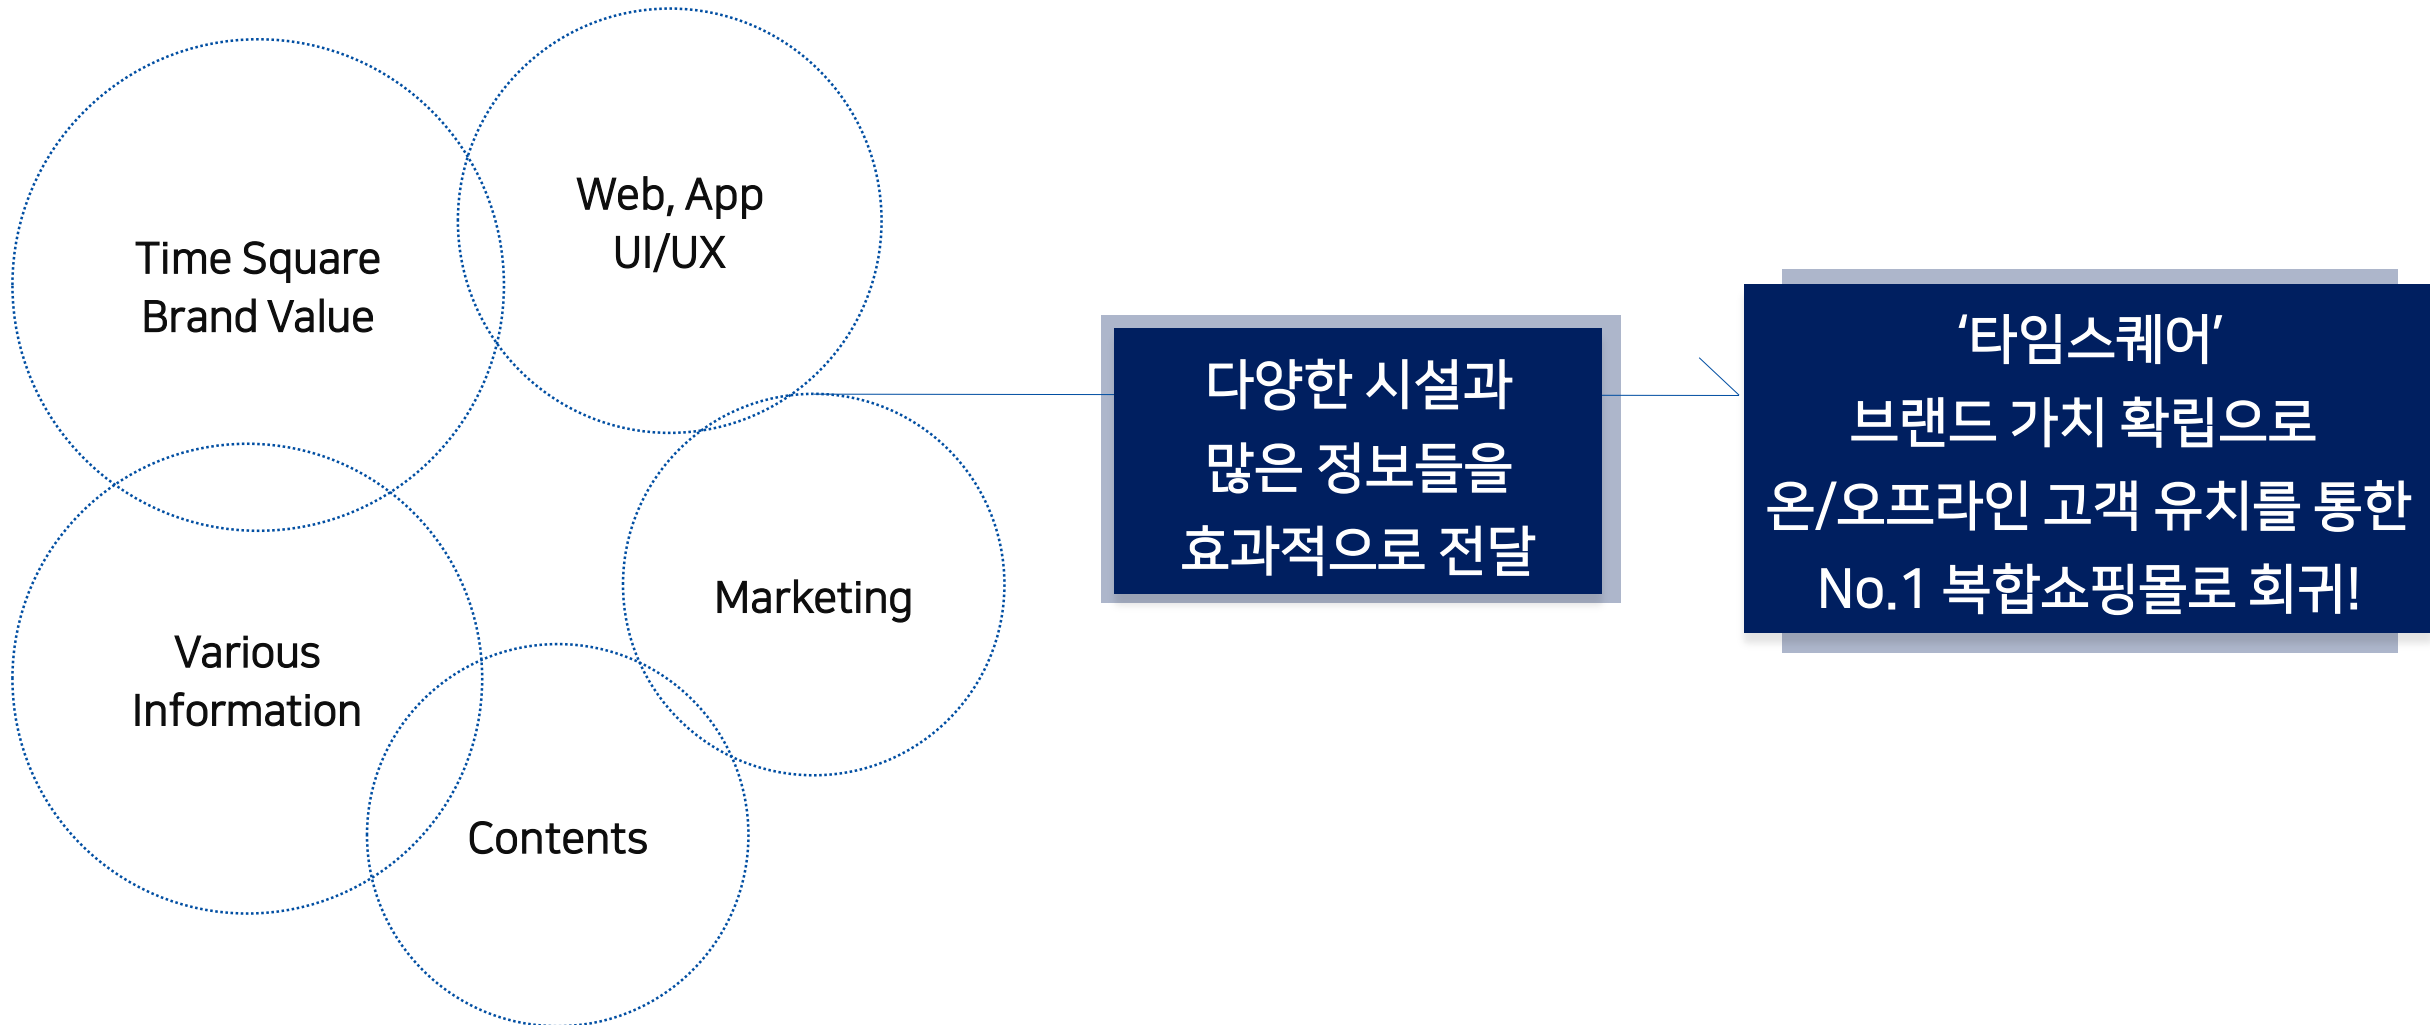 Time Square
Brand Value
Web, App
UI/UX
Various
Information
Marketing
Contents
다양한 시설과
많은 정보들을
효과적으로 전달
‘타임스퀘어’
브랜드 가치 확립으로
온/오프라인 고객 유치를 통한
No.1 복합쇼핑몰로 회귀!